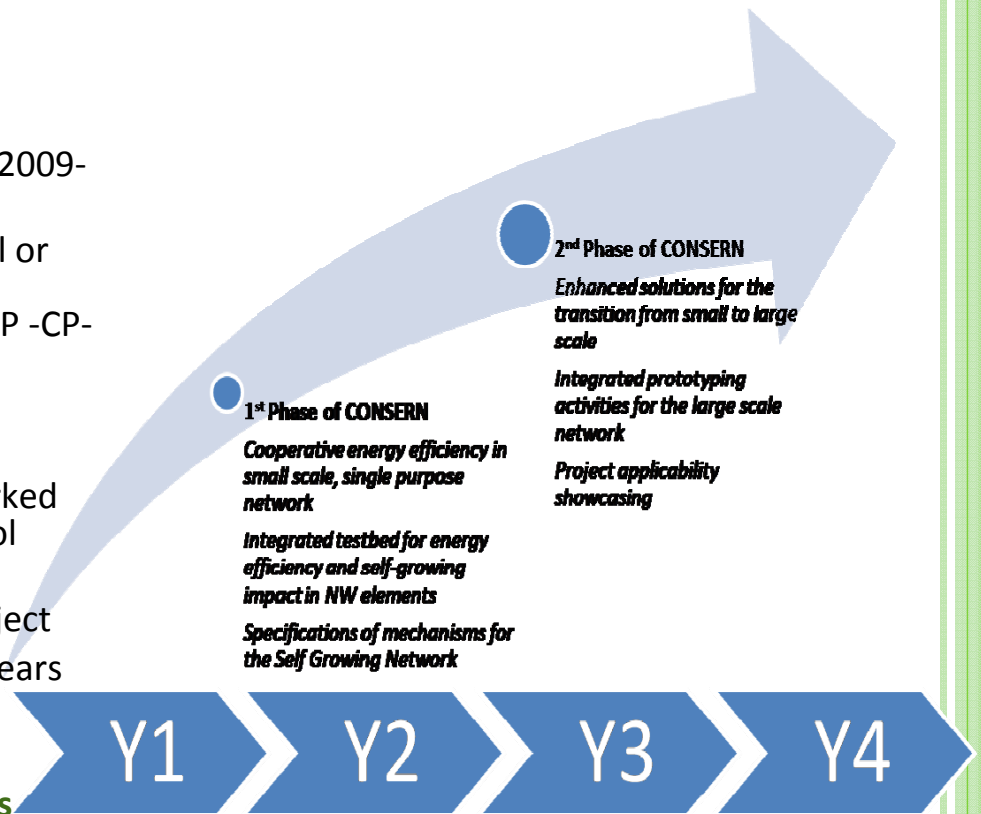 2009-
l or
P -CP-
rked
ol
ject
ears
s
1st Phase of CONSERN
Cooperative energy efficiency in
small scale, single purpose
network
Integrated testbed for energy
efficiency and self-growing
impact in NW elements
Specifications of mechanisms for
the Self Growing Network
2nd Phase of CONSERN
Enhanced solutions for the
transition from small to large
scale
Integrated prototyping
activities for the large scale
network
Project applicability
showcasing
Y1 Y2 Y3 Y4